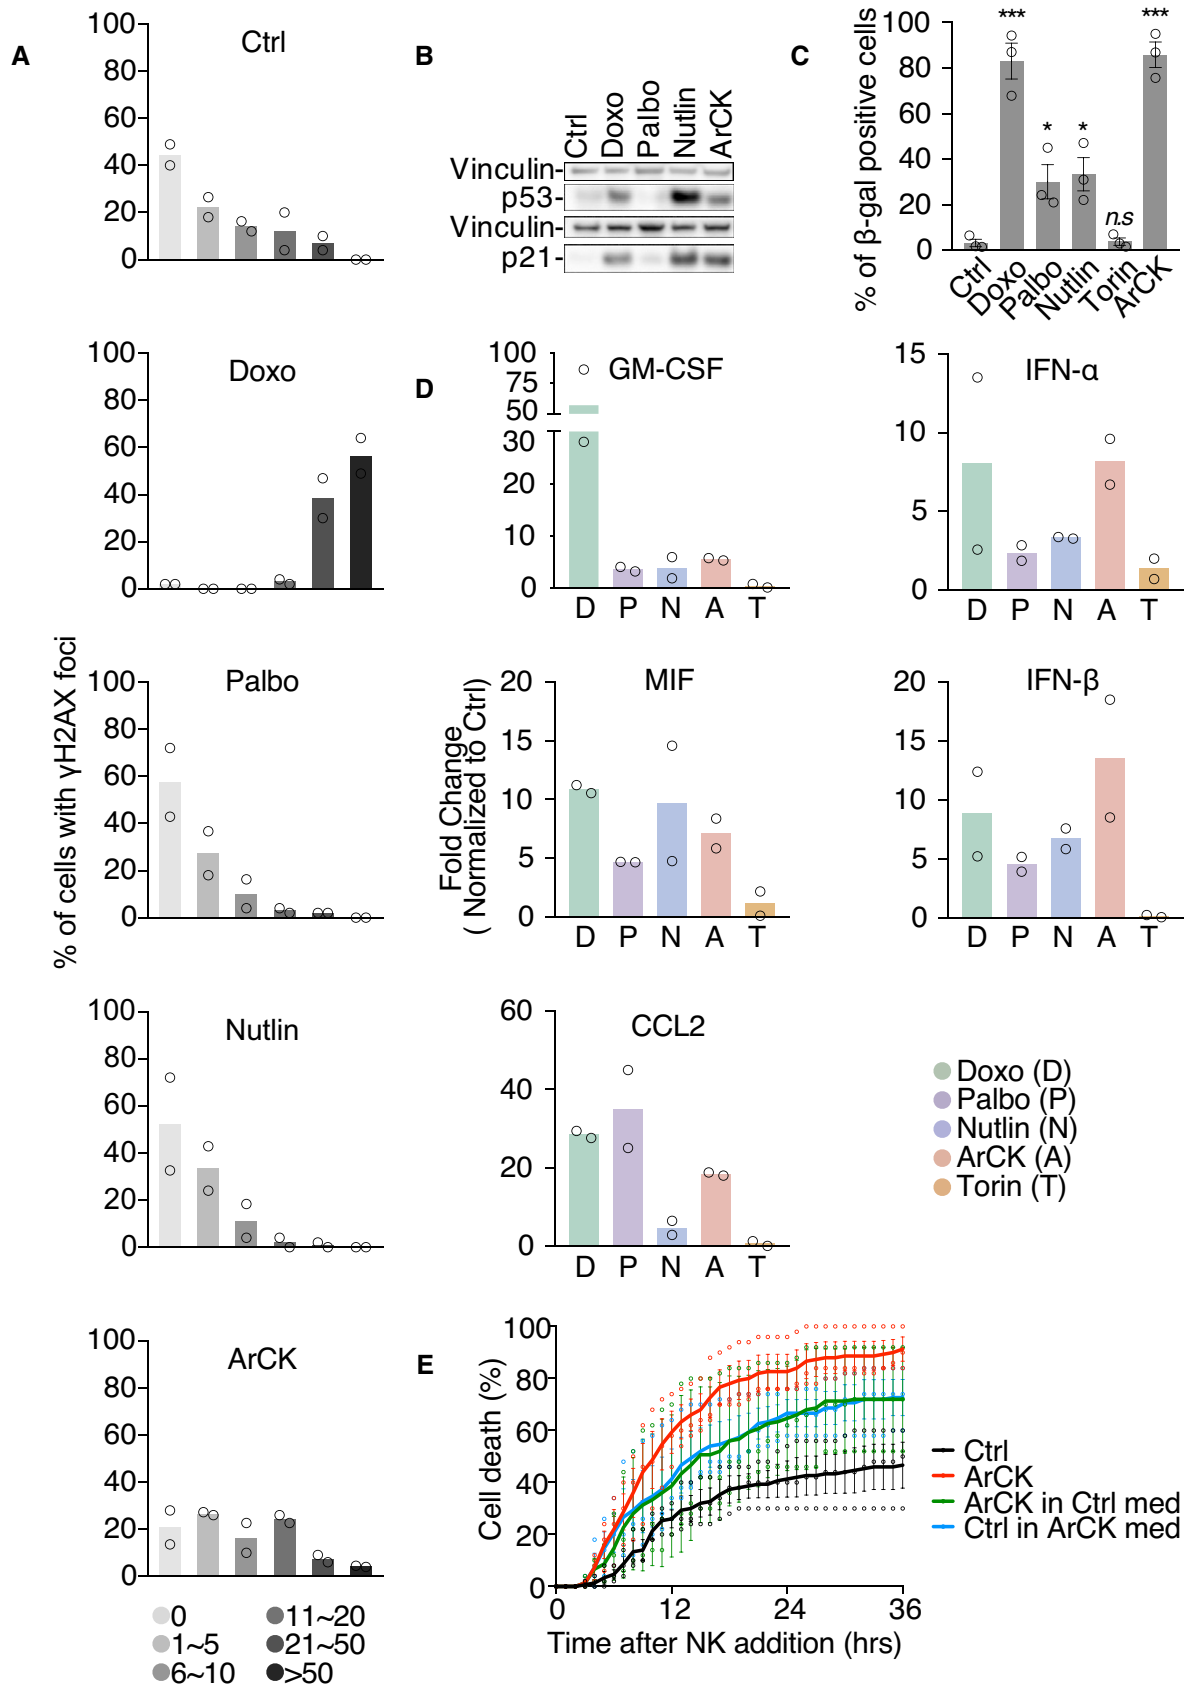 A
% of cells with γH2AX foci
Ctrl
100
80
60
40
20
0
Doxo
100
80
60
40
20
0
Palbo
100
80
60
40
20
0
Nutlin
100
80
60
40
20
0
ArCK
100
80
60
40
20
0
0
1~5
6~10
11~20
21~50
>50
B
Ctrl
Doxo
Palbo
Nutlin
ArCK
Vinculin-
p53-
Vinculin-
p21-
C
% of β-gal positive cells
100
80
60
40
20
0
***
*
*
n.s
***
Ctrl
Doxo
Palbo
Nutlin
Torin
ArCK
D
Fold Change
( Normalized to Ctrl)
GM-CSF
100
75
50
30
20
10
0
D P N A T
IFN-α
15
10
5
0
D P N A T
MIF
20
15
10
5
0
D P N A T
IFN-β
20
15
10
5
0
D P N A T
CCL2
60
40
20
0
D P N A T
Doxo (D)
Palbo (P)
Nutlin (N)
ArCK (A)
Torin (T)
E
Cell death (%)
100
80
60
40
20
0
0 12 24 36
Time after NK addition (hrs)
Ctrl
ArCK
ArCK in Ctrl med
Ctrl in ArCK med